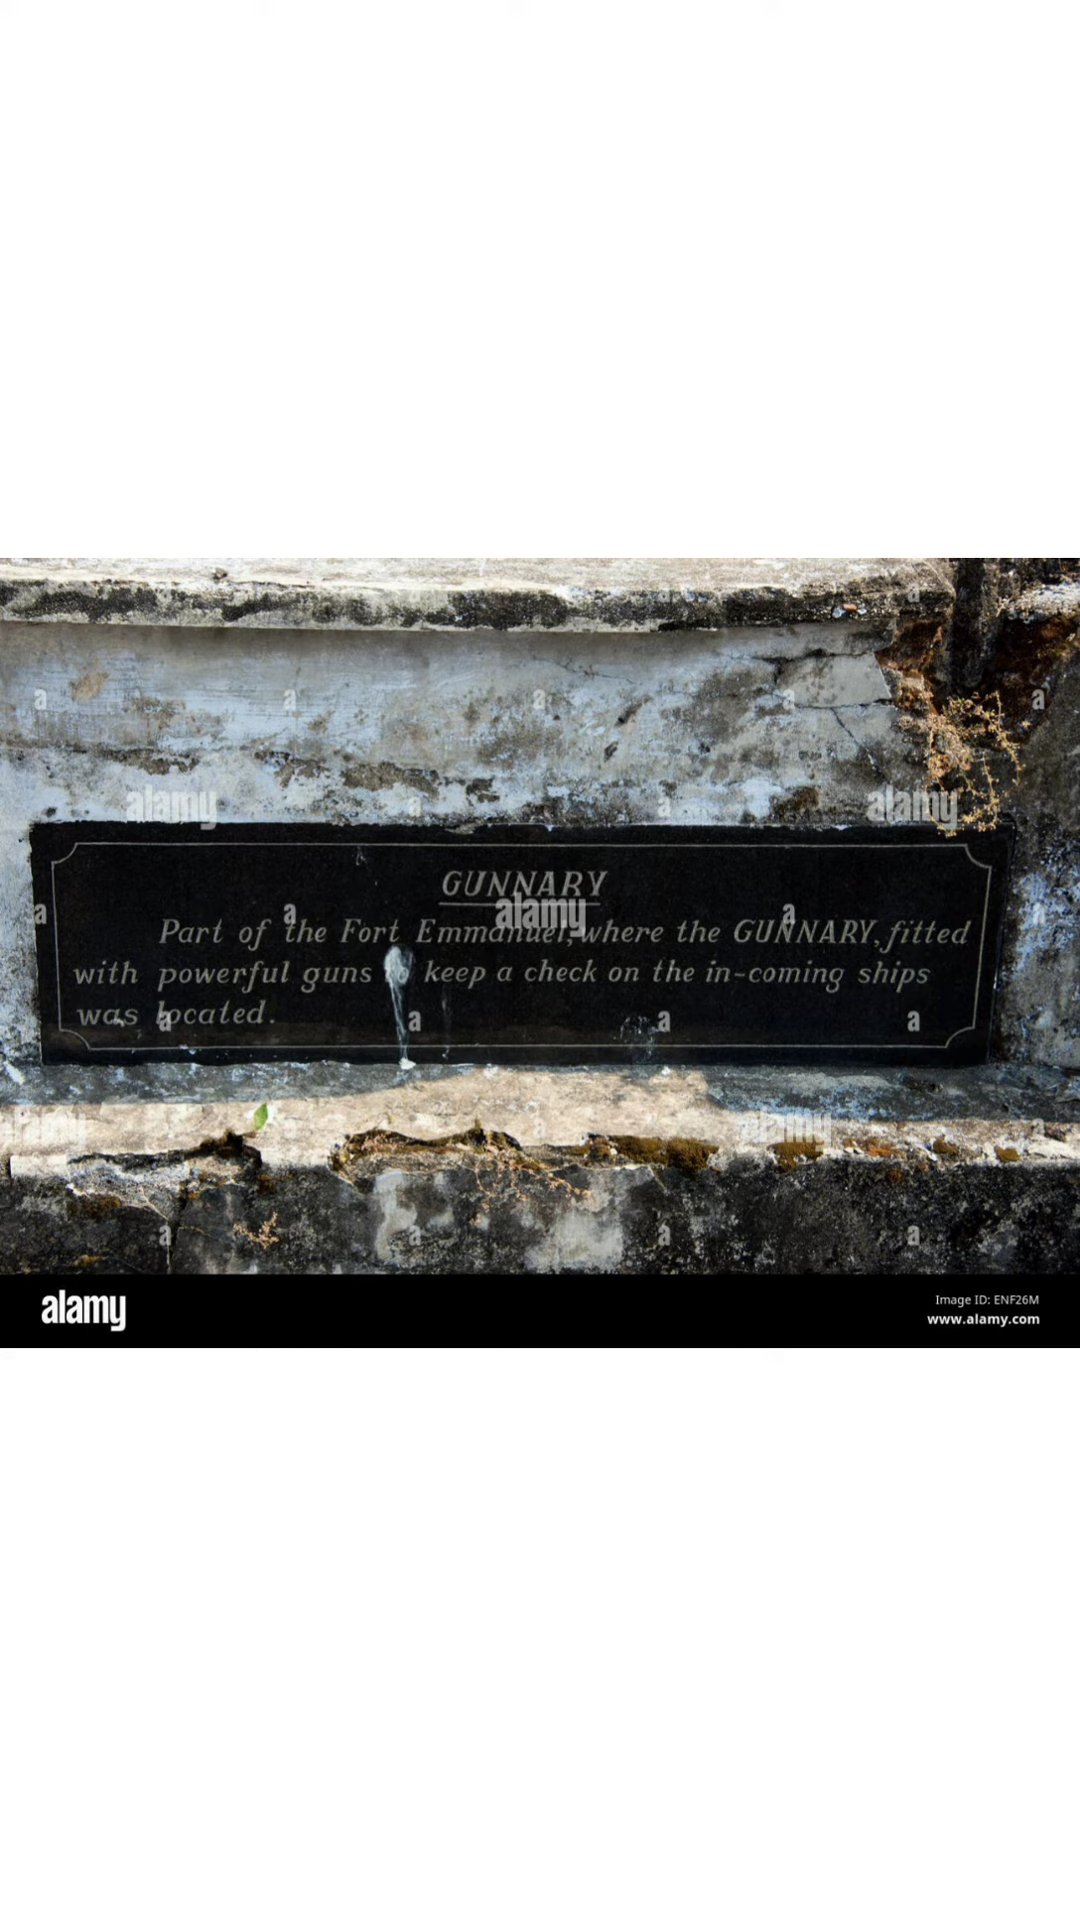 GUNNARY
Part of the Fort Emmanuel, where the GUNNARY, fitted
with powerful guns to keep a check on the in-coming ships
was located.
alamy
Image ID: ENF26M
www.alamy.com